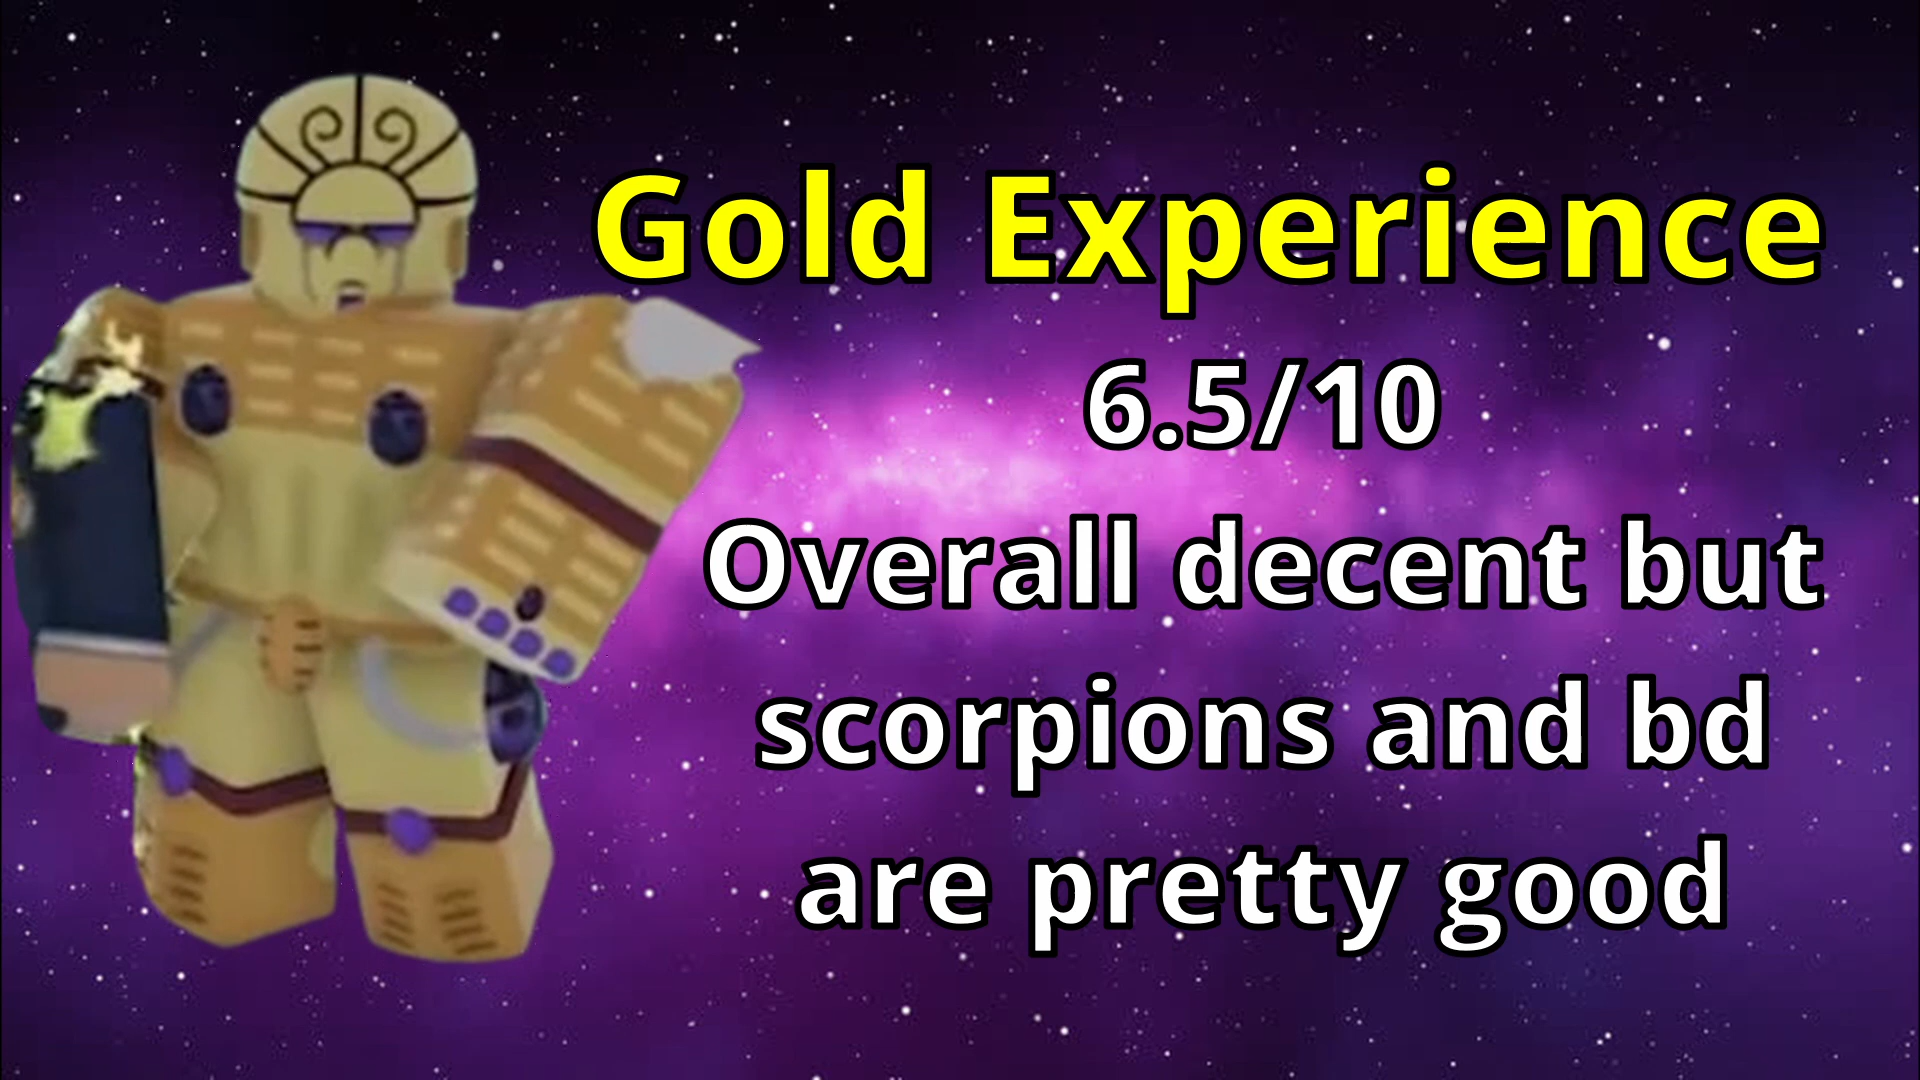 Gold Experience
6.5/10
Overall decent but
scorpions and bd
are pretty good